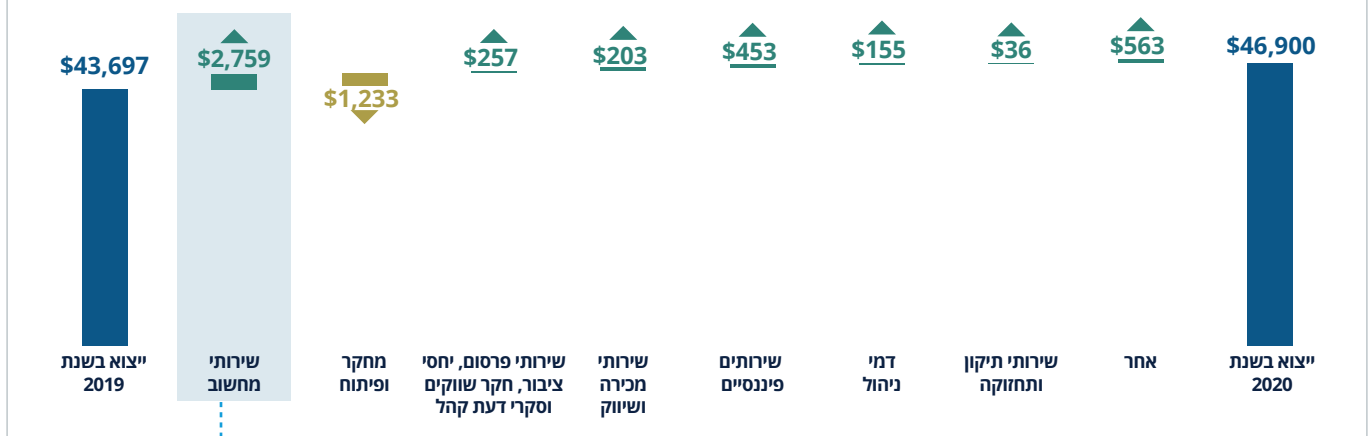 $43,697
$2,759
$1,233
$257
$203
$453
$155
$36
$563
$46,900
ייצוא בשנת
2019
שירותי
מחשוב
מחקר
ופיתוח
שירותי פרסום, יחסי
ציבור, חקר שווקים
וסקרי דעת קהל
שירותי
מכירה
ושיווק
שירותים
פיננסיים
דמי
ניהול
שירותי תיקון
ותחזוקה
אחר
ייצוא בשנת
2020